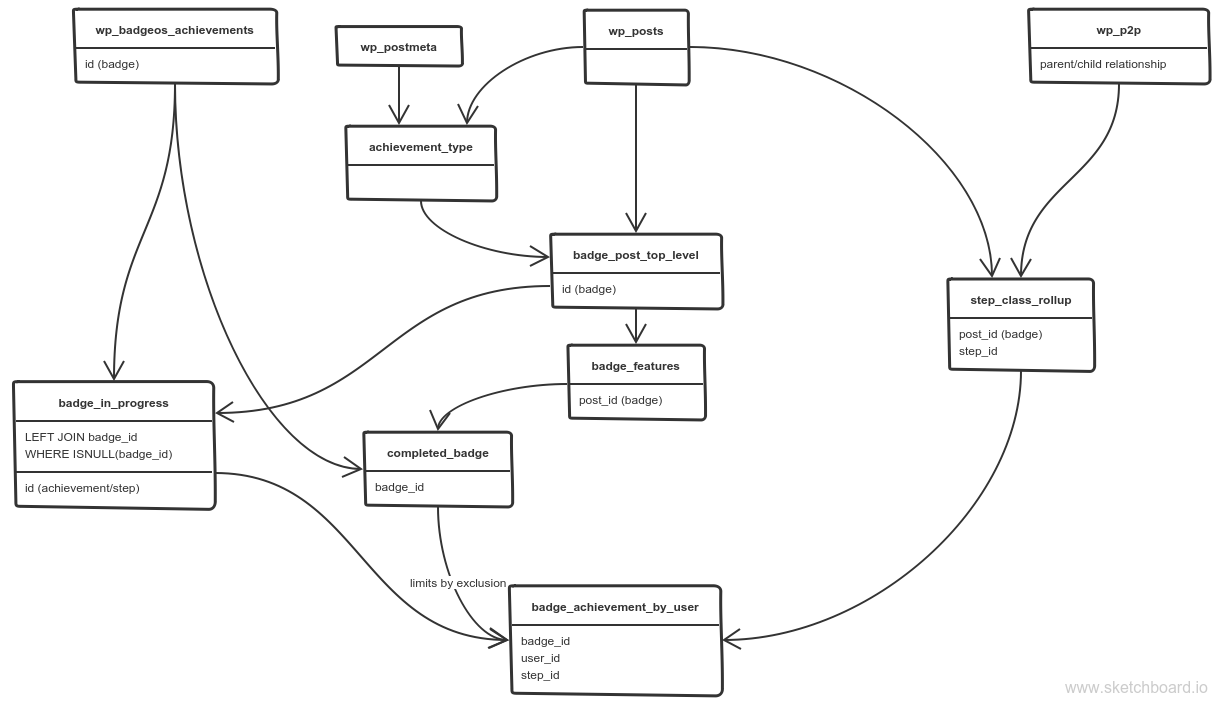 wp_badgeos_achievements
id (badge)
wp_postmeta
wp_posts
wp_p2p
parent/child relationship
achievement_type
badge_post_top_level
id (badge)
step_class_rollup
post_id (badge)
step_id
badge_features
post_id (badge)
badge_in_progress
LEFT JOIN badge_id
WHERE ISNULL(badge_id)
id (achievement/step)
completed_badge
badge_id
limits by exclusion
badge_achievement_by_user
badge_id
user_id
step_id
www.sketchboard.io